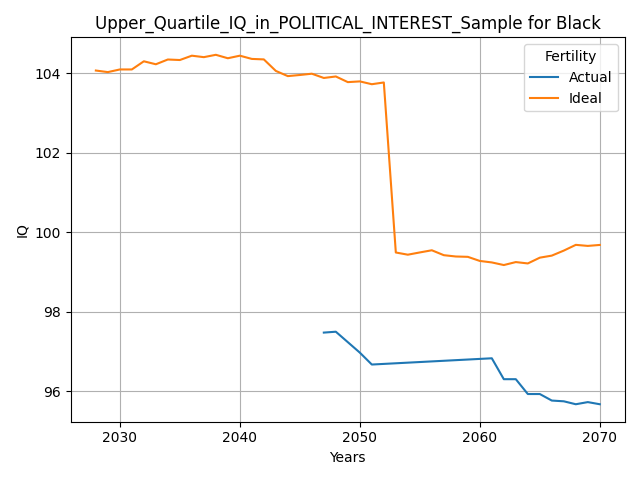 Upper_Quartile_IQ_in_POLITICAL_INTEREST_Sample for Black
Fertility
Actual
Ideal
104
102
100
98
96
IQ
2030
2040
2050
2060
2070
Years